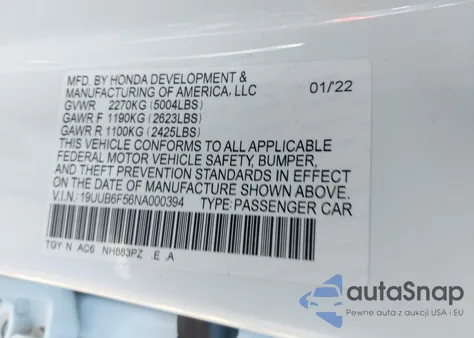 MFD. BY HONDA DEVELOPMENT &
MANUFACTURING OF AMERICA, LLC 01/'22
GVWR 2270KG (5004LBS)
GAWR F 1190KG (2623LBS)
GAWR R 1100KG (2425LBS)
THIS VEHICLE CONFORMS TO ALL APPLICABLE
FEDERAL MOTOR VEHICLE SAFETY, BUMPER,
AND THEFT PREVENTION STANDARDS IN EFFECT
ON THE DATE OF MANUFACTURE SHOWN ABOVE.
V.I.N.: 19UUB6F56NA000394 TYPE: PASSENGER CAR
TGY N AC6 NH883PZ .E .A
autoSnap
Pewne auta z aukcji USA i EU